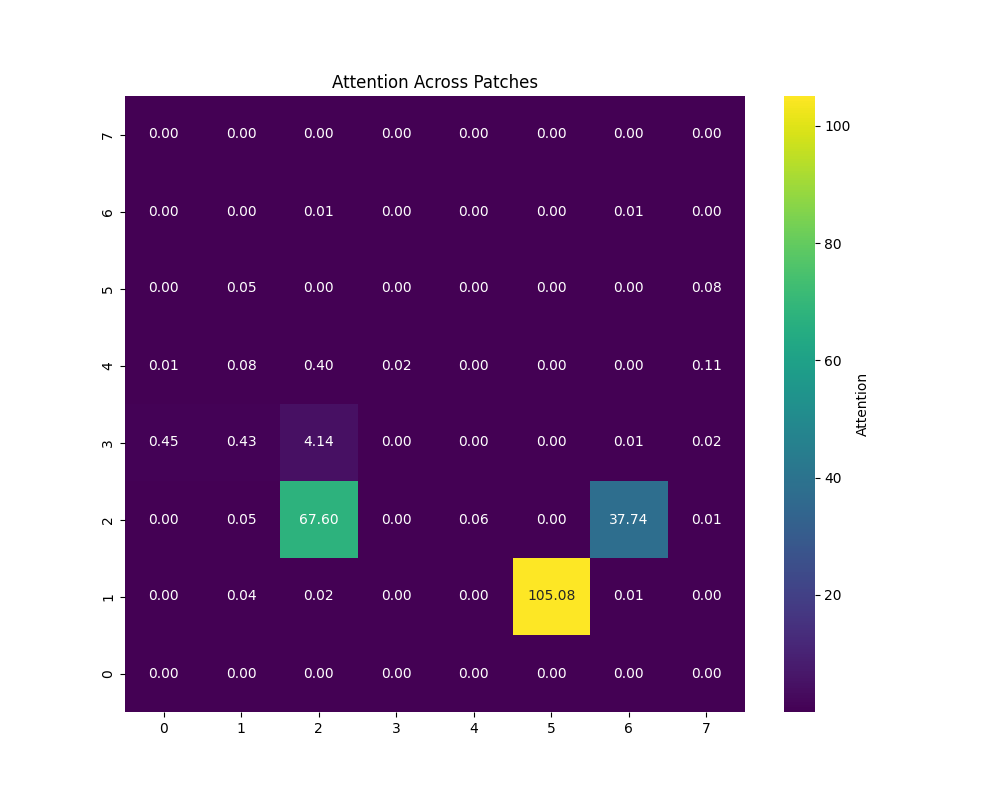 Attention Across Patches
7 0.00 0.00 0.00 0.00 0.00 0.00 0.00 0.00
6 0.00 0.00 0.01 0.00 0.00 0.00 0.01 0.00
5 0.00 0.05 0.00 0.00 0.00 0.00 0.00 0.08
4 0.01 0.08 0.40 0.02 0.00 0.00 0.00 0.11
3 0.45 0.43 4.14 0.00 0.00 0.00 0.01 0.02
2 0.00 0.05 67.60 0.00 0.06 0.00 37.74 0.01
1 0.00 0.04 0.02 0.00 0.00 105.08 0.01 0.00
0 0.00 0.00 0.00 0.00 0.00 0.00 0.00 0.00
0 1 2 3 4 5 6 7
100
80
60
40
20
Attention